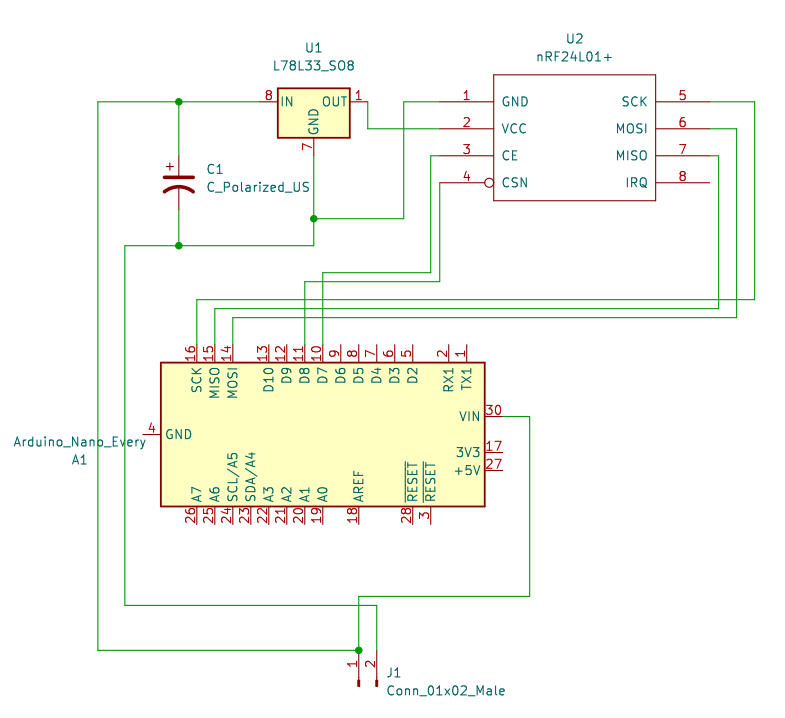 U1
L78L33_SO8
8
IN
OUT
1
GND
7
U2
nRF24L01+
1
GND
2
VCC
3
CE
4
CSN
SCK
5
MOSI
6
MISO
7
IRQ
8
+
C1
C_Polarized_US
16
15
14
13
12
11
10
9
8
7
6
5
2
1
SCK
MISO
MOSI
D10
D9
D8
D7
D6
D5
D4
D3
D2
RX1
TX1
VIN
30
4
GND
Arduino_Nano_Every
A1
3V3
17
+5V
27
A7
A6
SCL/A5
SDA/A4
A3
A2
A1
A0
AREF
RESET
RESET
26
25
24
23
22
21
20
19
18
28
3
1
2
J1
Conn_01x02_Male